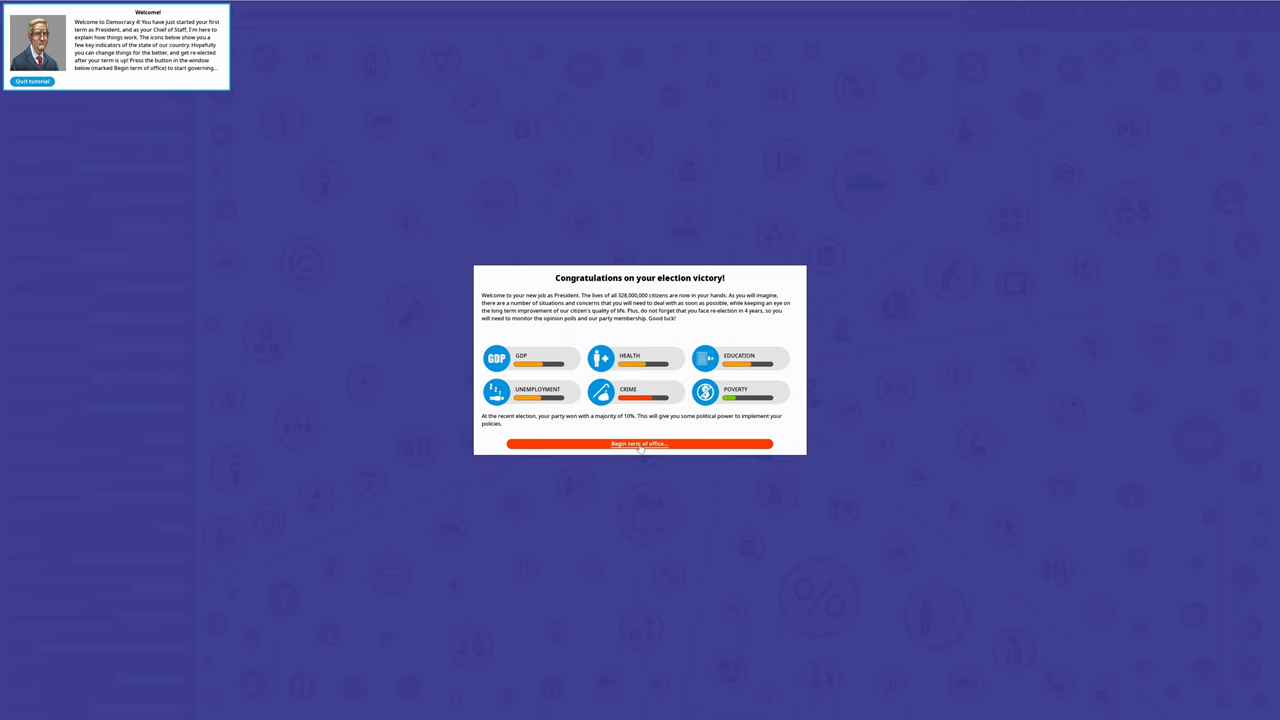 Welcome!
Welcome to Democracy 4! You have just started your first
term as President, and as your Chief of Staff, I'm here to
explain how things work. The icons below show you a
few key indicators of the state of our country. Hopefully
you can change things for the better, and get re-elected
after your term is up! Press the button in the window
below (marked Begin term of office) to start governing...
Quit tutorial
Congratulations on your election victory!
Welcome to your new job as President. The lives of all 328,000,000 citizens are now in your hands. As you will imagine,
there are a number of situations and concerns that you will need to deal with as soon as possible, while keeping an eye on
the long term improvement of our citizen's quality of life. Plus, do not forget that you face re-election in 4 years, so you
will need to monitor the opinion polls and our party membership. Good luck!
GDP GDP
HEALTH
A+ EDUCATION
UNEMPLOYMENT
CRIME
POVERTY
At the recent election, your party won with a majority of 10%. This will give you some political power to implement your
policies.
Begin term of office...